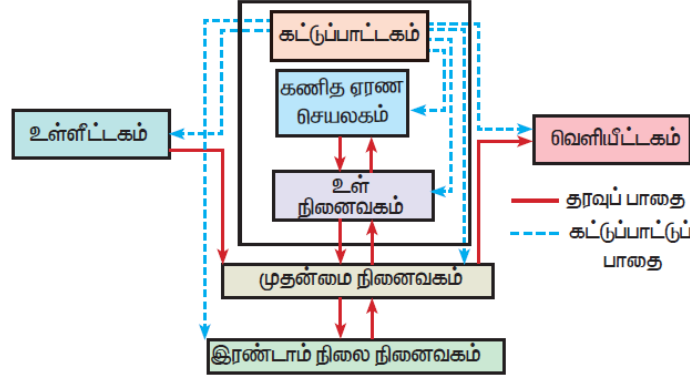 கட்டுப்பாட்டகம்
கணித ஏரண
செயலகம்
உள்ளீட்டகம்
வெளியீட்டகம்
உள்
நினைவகம்
தரவுப் பாதை
கட்டுப்பாட்டுப்
பாதை
முதன்மை நினைவகம்
இரண்டாம் நிலை நினைவகம்